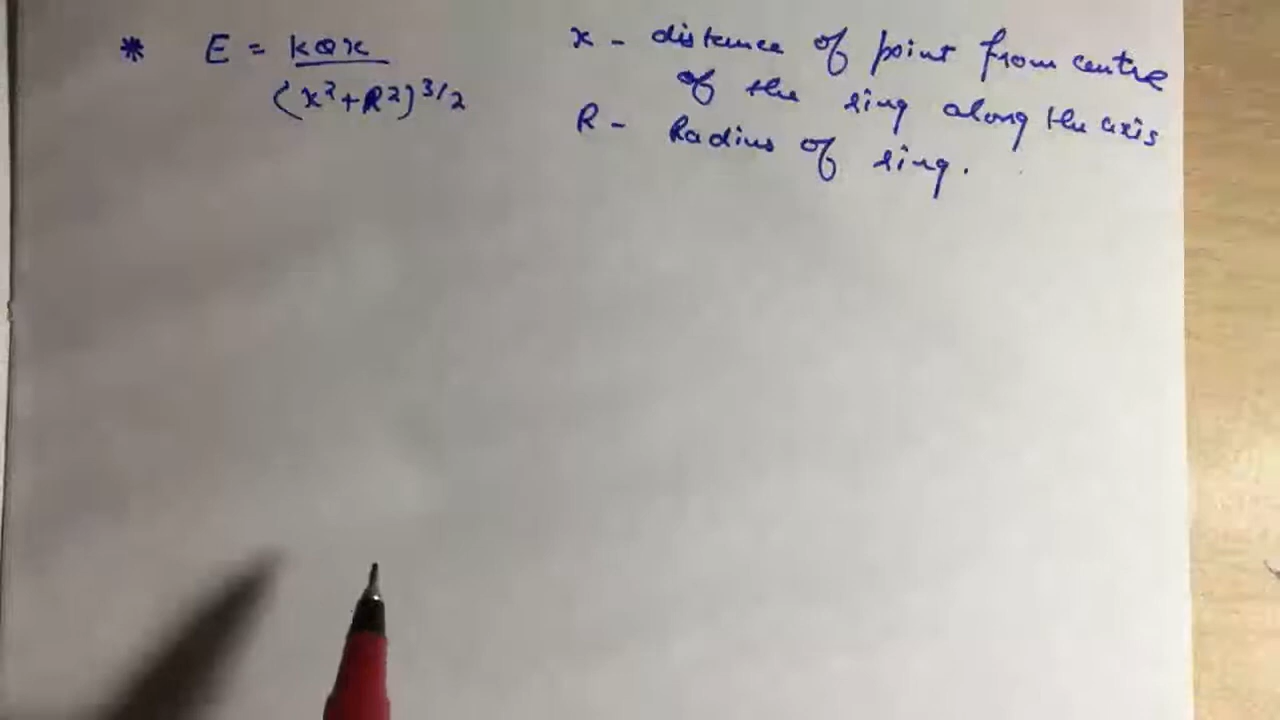 * E = kQx / (x²+R²)^3/2
x - distance of point from centre
of the ring along the axis
R - Radius of ring.